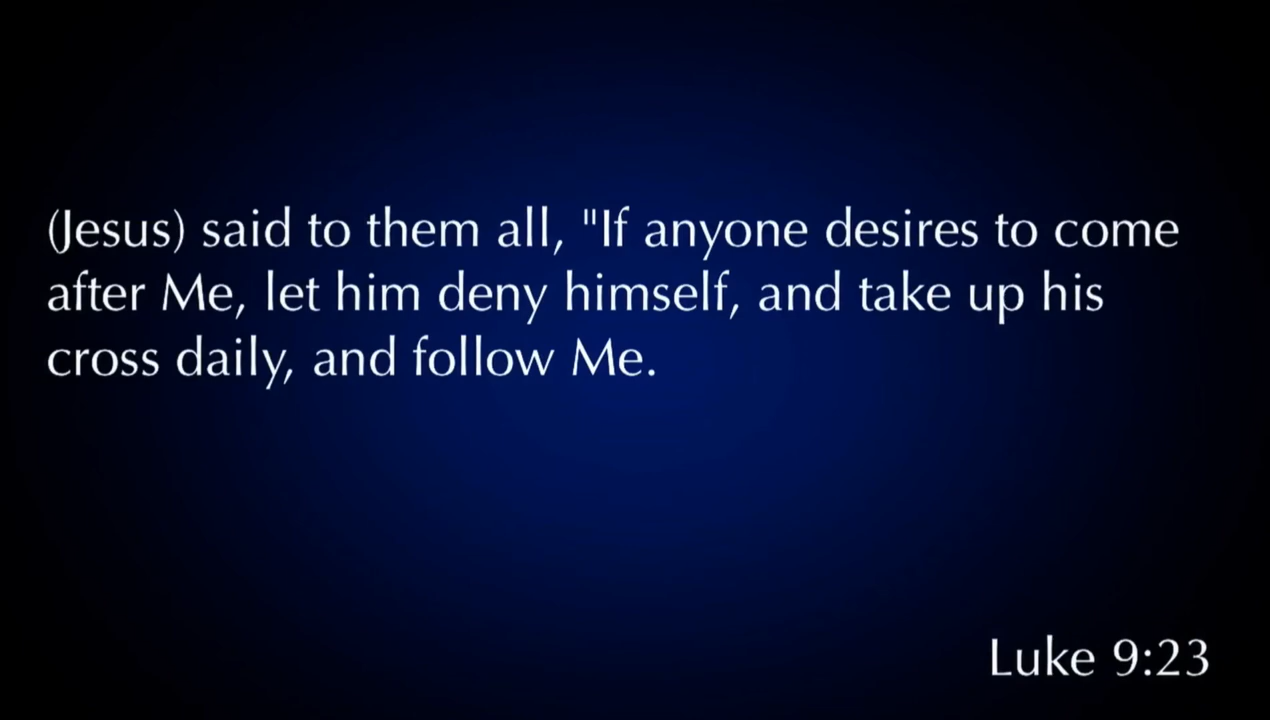 (Jesus) said to them all, "If anyone desires to come
after Me, let him deny himself, and take up his
cross daily, and follow Me.
Luke 9:23